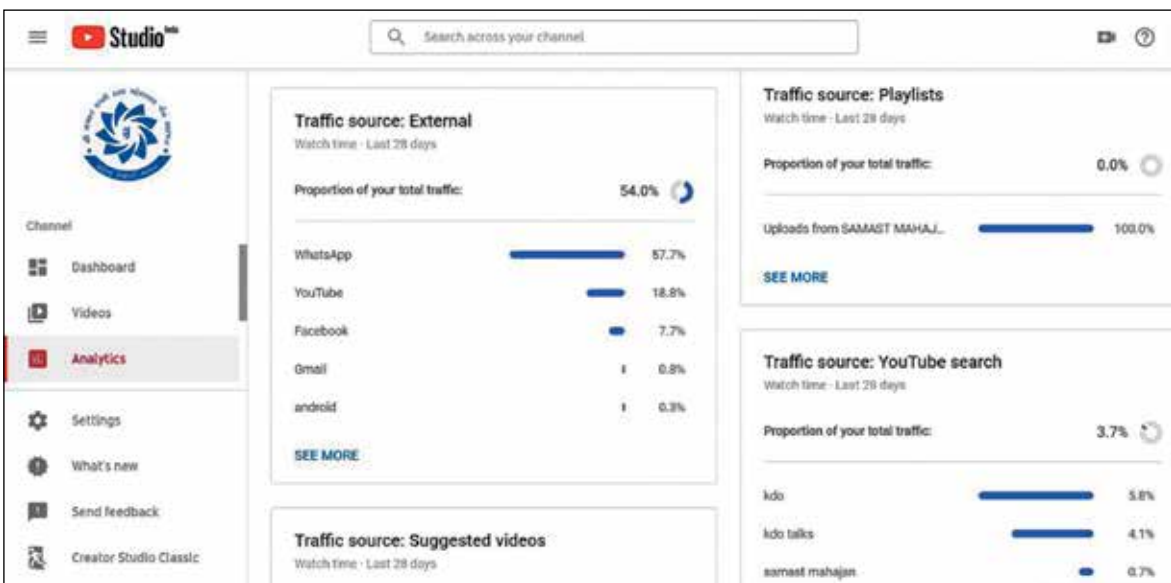 Studio beta
Search across your channel
Channel
Dashboard
Videos
Analytics
Settings
What's new
Send feedback
Creator Studio Classic
Traffic source: External
Watch time · Last 28 days
Proportion of your total traffic: 54.0%
WhatsApp 57.7%
YouTube 18.8%
Facebook 7.7%
Gmail 0.8%
android 0.3%
SEE MORE
Traffic source: Suggested videos
Watch time · Last 28 days
Traffic source: Playlists
Watch time · Last 28 days
Proportion of your total traffic: 0.0%
Uploads from SAMAST MAHAJ... 100.0%
SEE MORE
Traffic source: YouTube search
Watch time · Last 28 days
Proportion of your total traffic: 3.7%
kdo 5.8%
kdo talks 4.1%
samast mahajan 0.7%